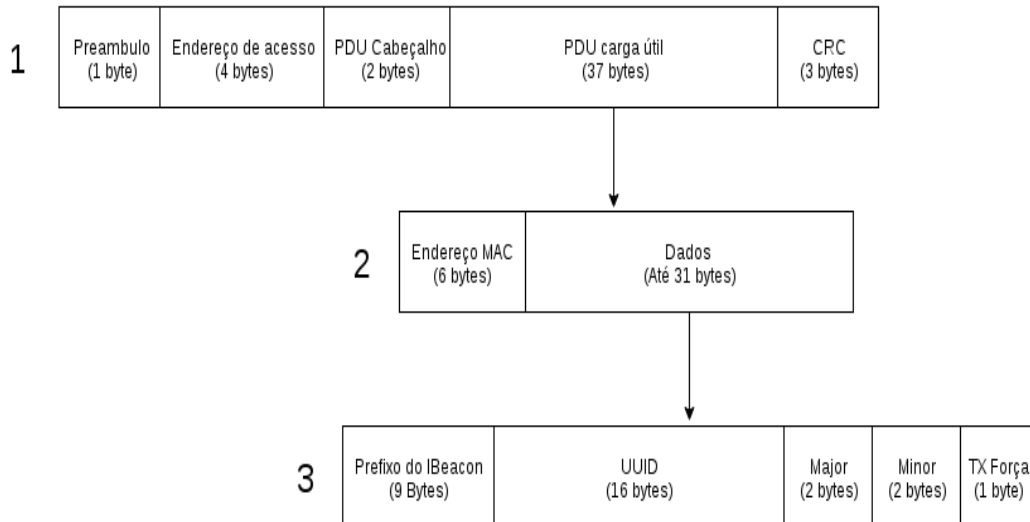 1
Preambulo
(1 byte)
Endereço de acesso
(4 bytes)
PDU Cabeçalho
(2 bytes)
PDU carga útil
(37 bytes)
CRC
(3 bytes)
2
Endereço MAC
(6 bytes)
Dados
(Até 31 bytes)
3
Prefixo do IBeacon
(9 Bytes)
UUID
(16 bytes)
Major
(2 bytes)
Minor
(2 bytes)
TX Força
(1 byte)